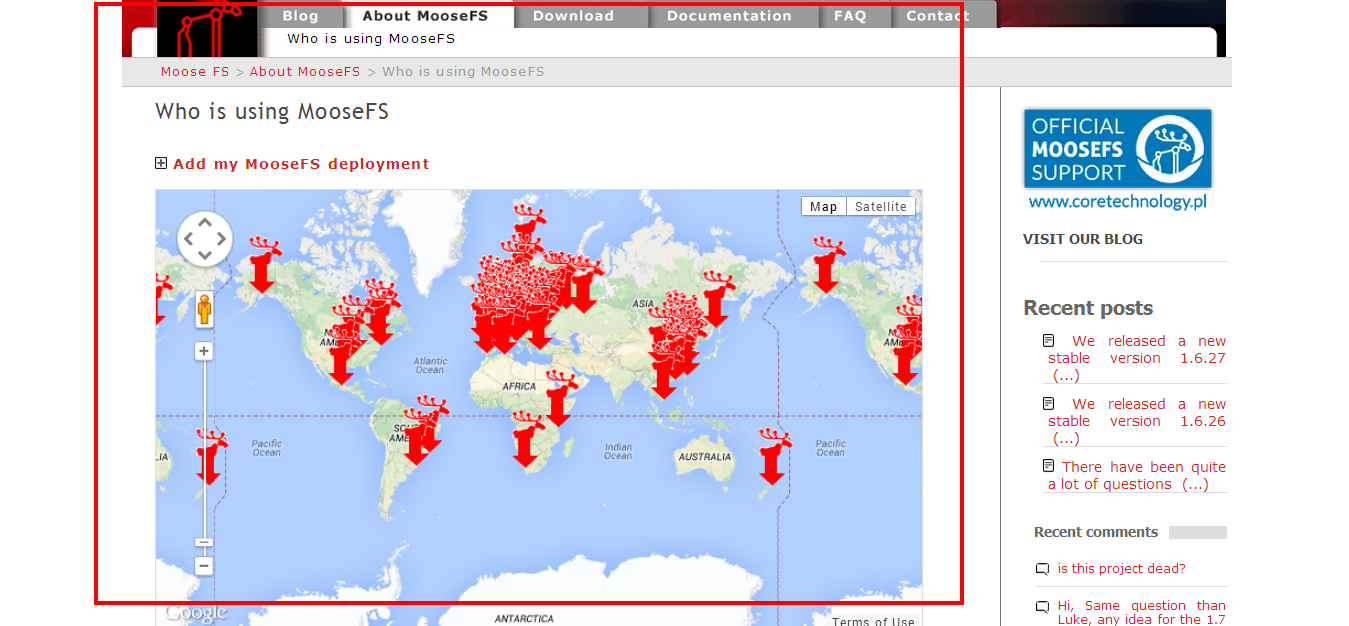 Blog
About MooseFS
Download
Documentation
FAQ
Contact
Who is using MooseFS
Moose FS > About MooseFS > Who is using MooseFS
Who is using MooseFS
Add my MooseFS deployment
Map
Satellite
ASIA
Atlantic
Ocean
AFRICA
Pacific
Ocean
Indian
Ocean
AUSTRALIA
Pacific
Ocean
ANTARCTICA
Google
Terms of Use
OFFICIAL
MOOSEFS
SUPPORT
www.coretechnology.pl
VISIT OUR BLOG
Recent posts
We released a new
stable version 1.6.27
(...)
We released a new
stable version 1.6.26
(...)
There have been quite
a lot of questions (...)
Recent comments
is this project dead?
Hi, Same question than
Luke, any idea for the 1.7